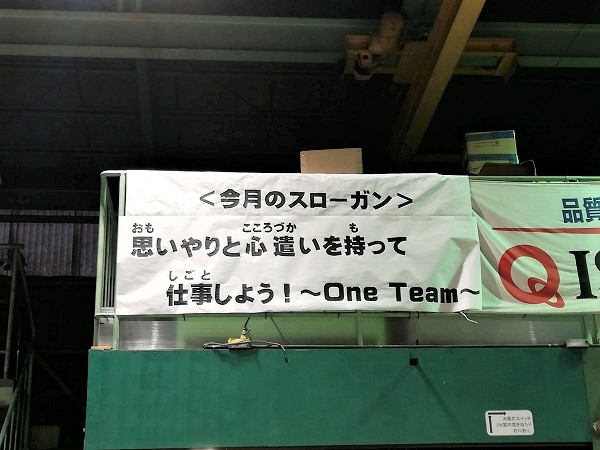 ＜今月のスローガン＞
おも こころづか も
思いやりと心遣いを持って
しごと
仕事しよう！～One Team～
品質
Q IS